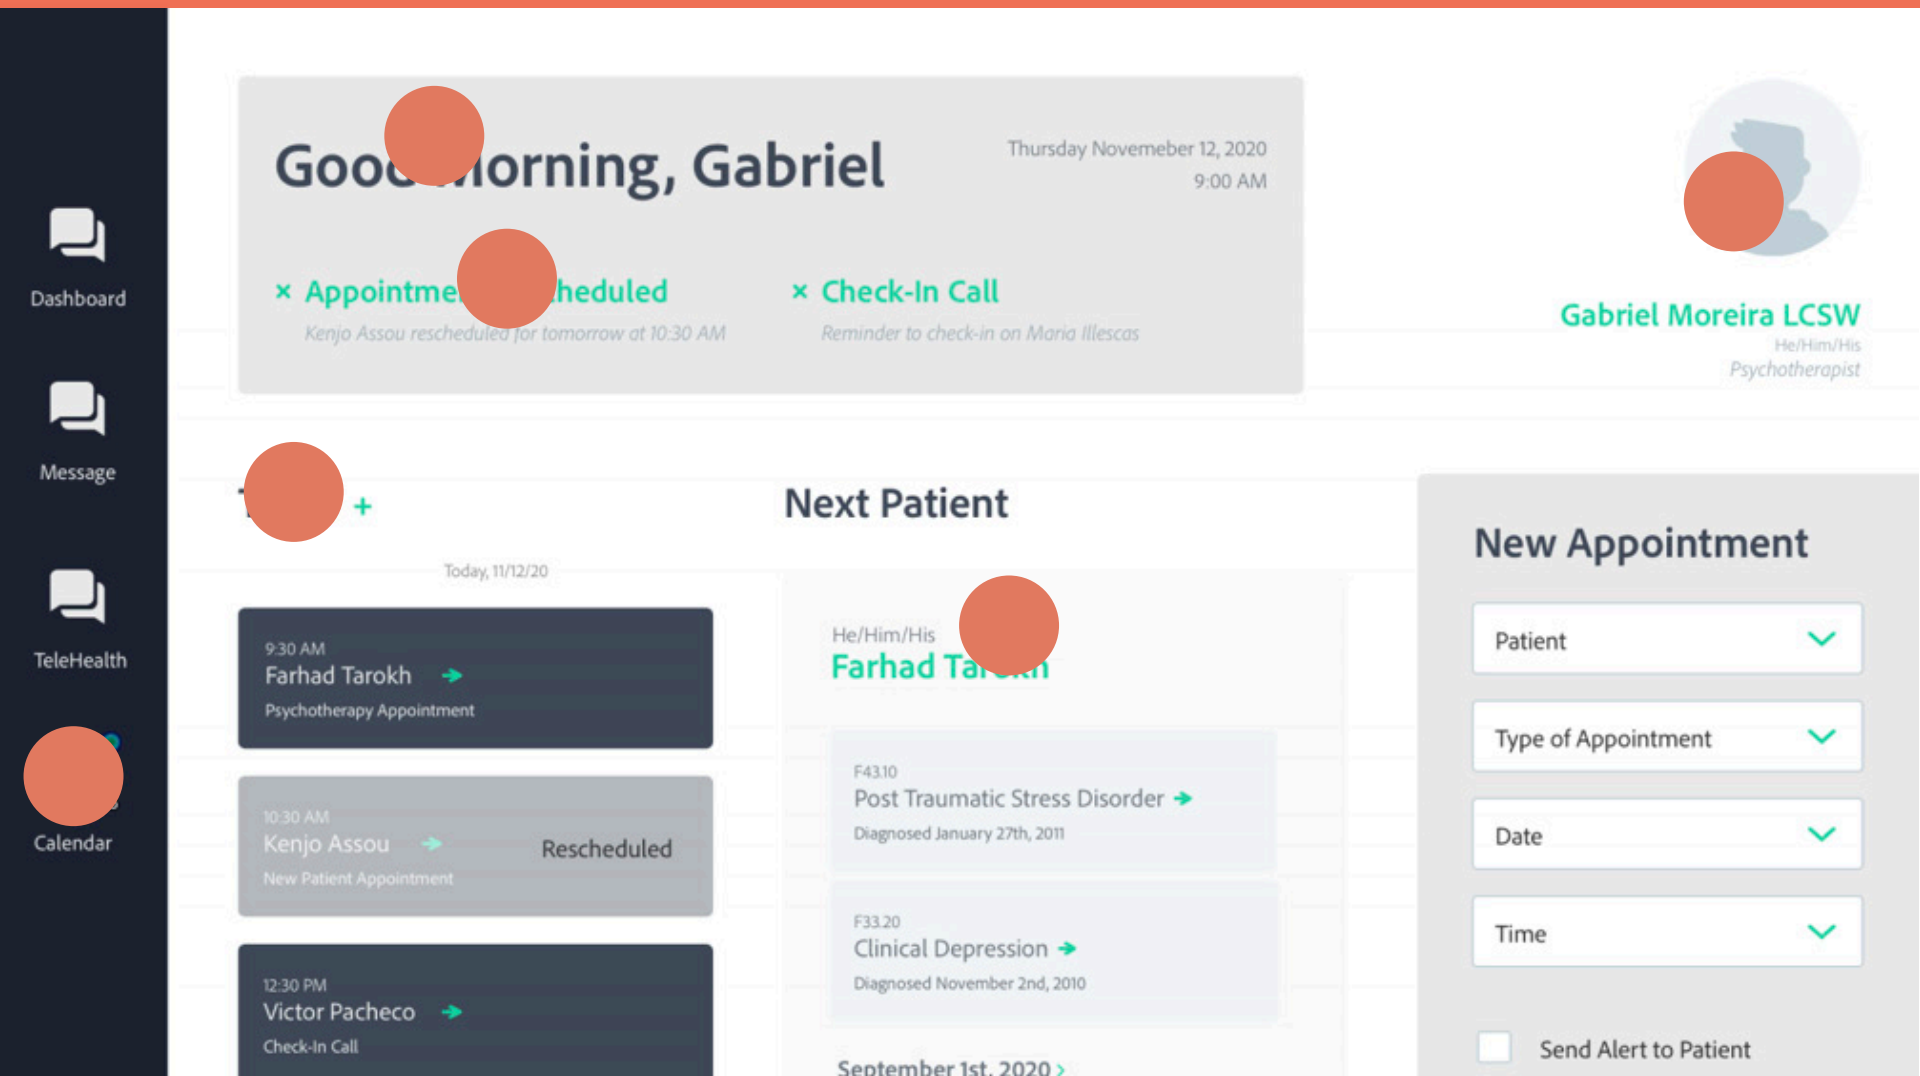 Dashboard
Message
TeleHealth
Calendar
Good Morning, Gabriel
Thursday Novemeber 12, 2020
9:00 AM
× Appointme heduled
Kenjo Assou rescheduled for tomorrow at 10:30 AM
× Check-In Call
Reminder to check-in on Maria Illescas
Gabriel Moreira LCSW
He/Him/His
Psychotherapist
+
Today, 11/12/20
9:30 AM
Farhad Tarokh
Psychotherapy Appointment
10:30 AM
Kenjo Assou
New Patient Appointment
Rescheduled
12:30 PM
Victor Pacheco
Check-In Call
Next Patient
He/Him/His
Farhad Tarokh
F43.10
Post Traumatic Stress Disorder
Diagnosed January 27th, 2011
F33.20
Clinical Depression
Diagnosed November 2nd, 2010
September 1st, 2020 >
New Appointment
Patient
Type of Appointment
Date
Time
Send Alert to Patient